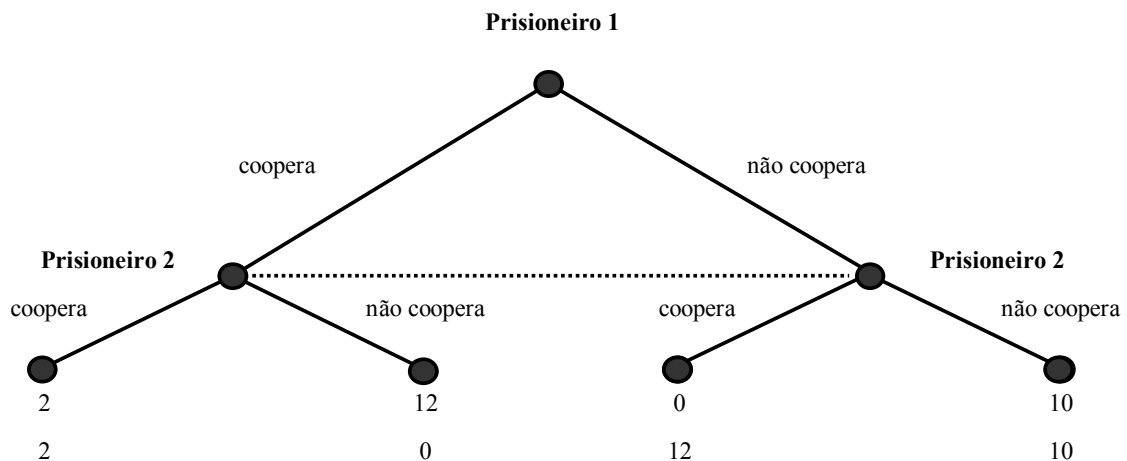 Prisioneiro 1
coopera
não coopera
Prisioneiro 2
Prisioneiro 2
coopera
não coopera
coopera
não coopera
2
12
0
10
2
0
12
10